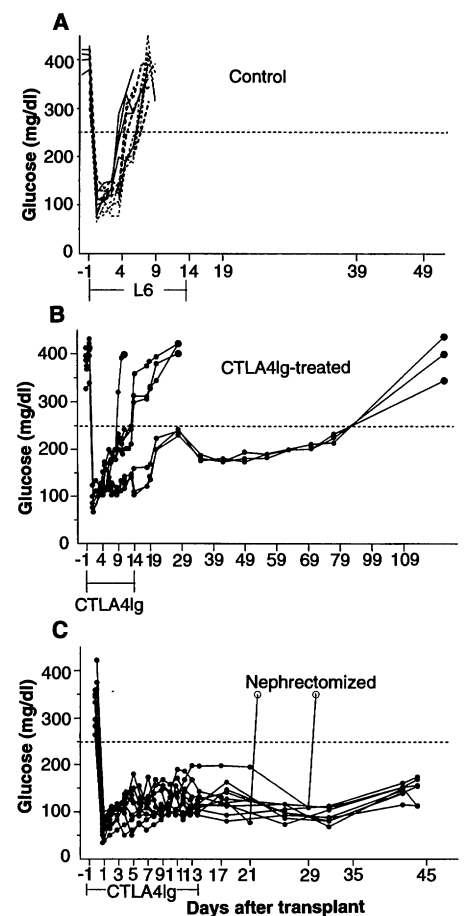 A
Glucose (mg/dl)
400
300
200
100
0
Control
-1 4 9 14 19 39 49
L6
B
Glucose (mg/dl)
400
300
200
100
0
CTLA4Ig-treated
-1 4 9 14 19 29 39 49 59 69 79 99 109
CTLA4Ig
C
Glucose (mg/dl)
400
300
200
100
0
Nephrectomized
-1 1 3 5 7 9 11 13 17 21 29 35 45
CTLA4Ig
Days after transplant